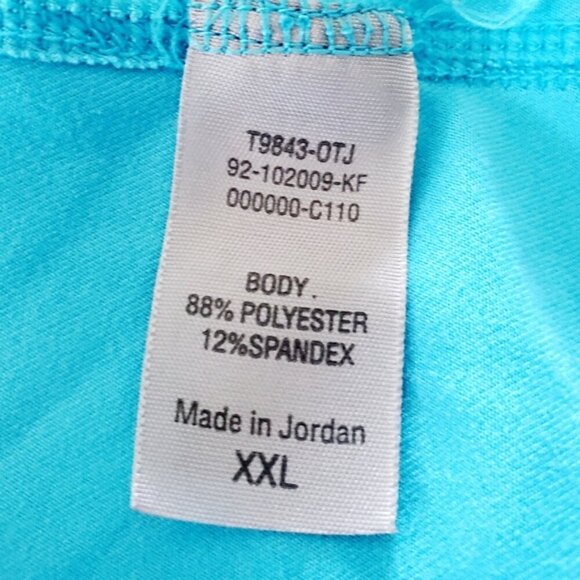 T9843-OTJ
92-102009-KF
000000-C110
BODY.
88% POLYESTER
12%SPANDEX
Made in Jordan
XXL